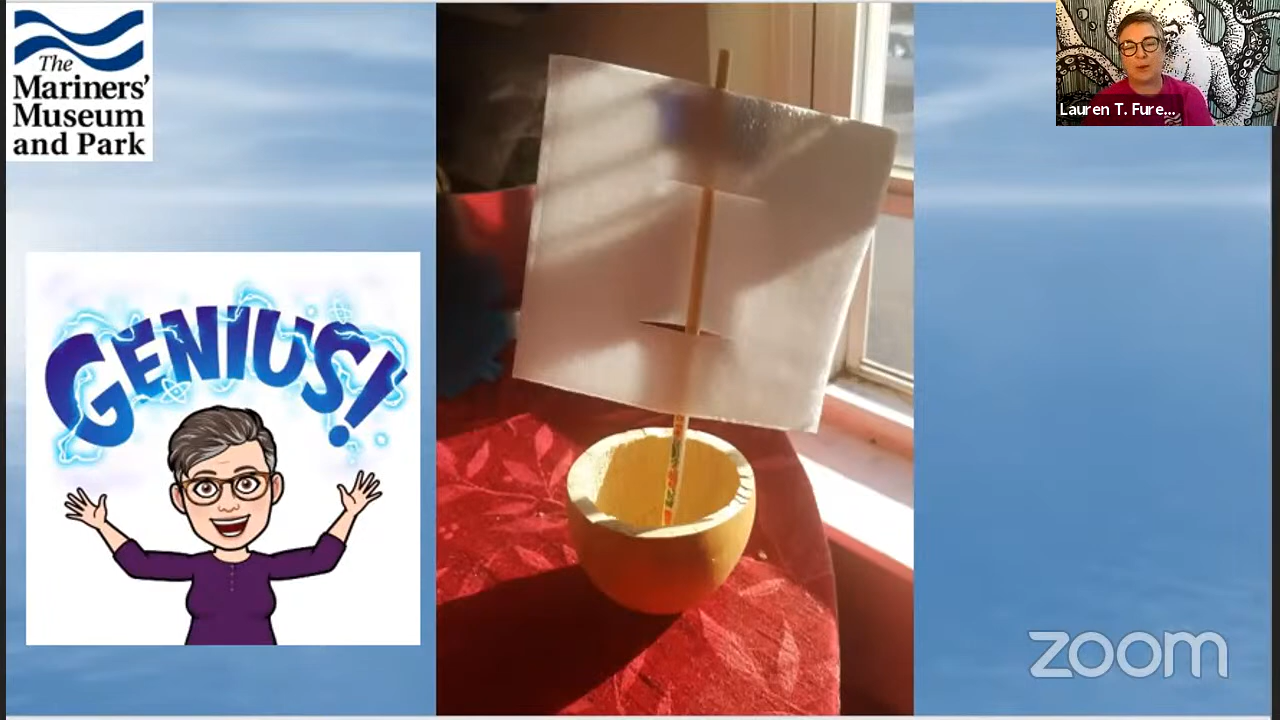 The
Mariners'
Museum
and Park
Lauren T. Fure...
GENIUS!
zoom